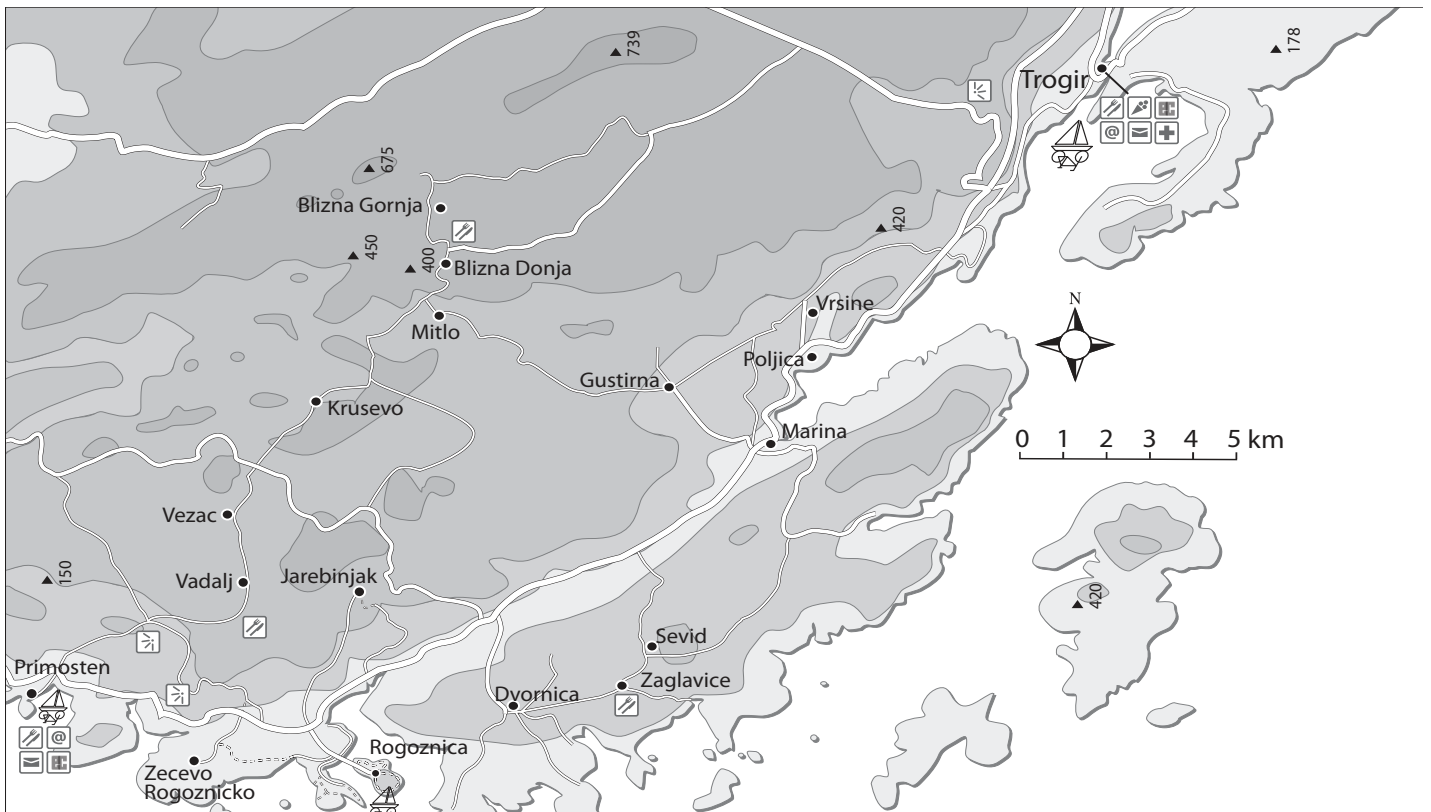 739
178
Trogir
@
675
Blizna Gornja
420
450
400
Blizna Donja
N
Vrsine
Mitlo
Poljica
Gustirna
Krusevo
Marina
0 1 2 3 4 5 km
Vezac
150
Vadalj
Jarebinjak
420
Sevid
Primosten
Zaglavice
Dvornica
@
Rogoznica
Zecevo
Rogoznicko